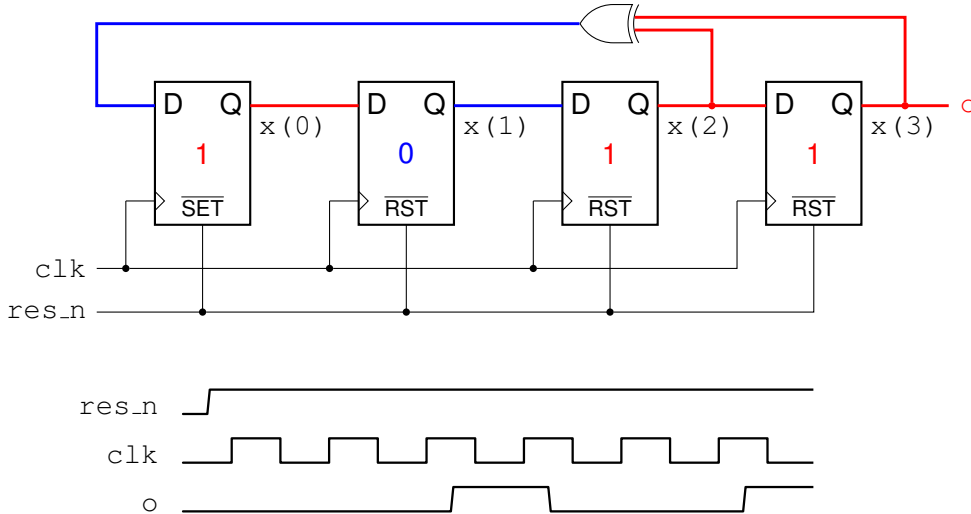 D Q D Q D Q D Q o
x(0) x(1) x(2) x(3)
1 0 1 1
SET RST RST RST
clk
res_n
res_n
clk
o